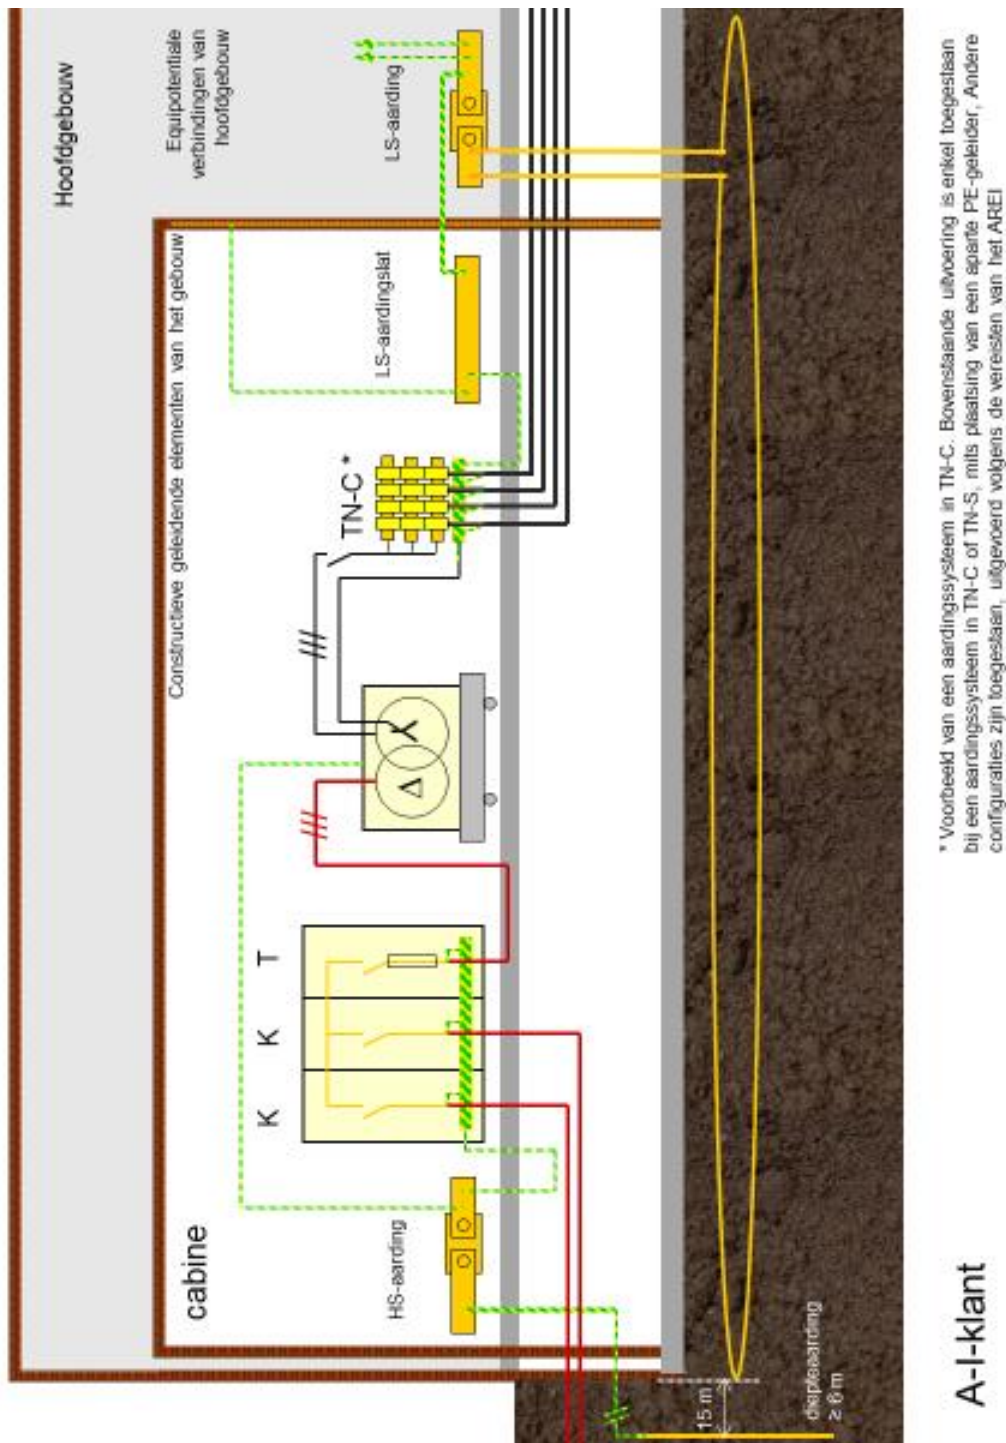 Hoofdgebouw
Equipotentiale
verbindingen van
hoofdgebouw
LS-aarding
Constructieve geleidende elementen van het gebouw
LS-aardingslat
TN-C *
K K T
cabine
HS-aarding
Δ
15 m
diepteaarding
≥ 6 m
A-I-klant
* Voorbeeld van een aardingssysteem in TN-C. Bovenstaande uitvoering is enkel toegestaan
bij een aardingssysteem in TN-C of TN-S, mits plaatsing van een aparte PE-geleider, Andere
configuraties zijn toegestaan, uitgevoerd volgens de vereisten van het AREI